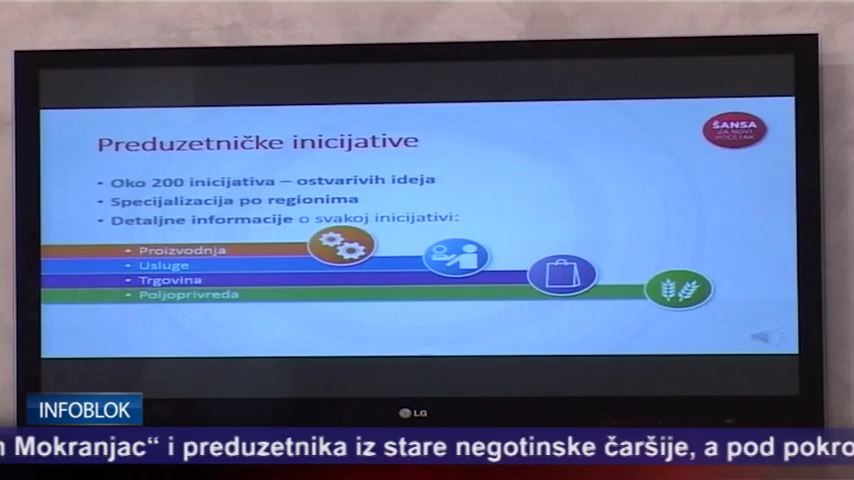 Preduzetničke inicijative
ŠANSA
ZA NOVI
POČETAK
• Oko 200 inicijativa – ostvarivih ideja
• Specijalizacija po regionima
• Detaljne informacije o svakoj inicijativi:
• Proizvodnja
• Usluge
• Trgovina
• Poljoprivreda
LG
INFOBLOK
Mokranjac“ i preduzetnika iz stare negotinske čaršije, a pod